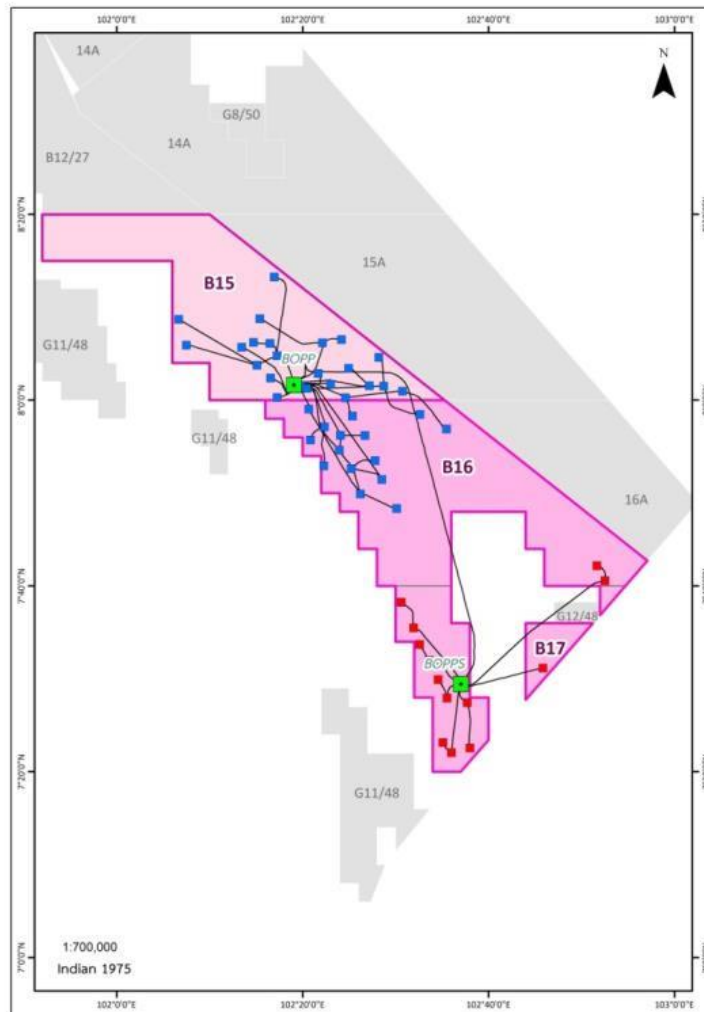 102°0'0"E
102°20'0"E
102°40'0"E
103°0'0"E
14A
N
G8/50
14A
B12/27
8°20'0"N
15A
B15
G11/48
BOPP
8°0'0"N
G11/48
B16
16A
7°40'0"N
G12/48
B17
BOPPS
7°20'0"N
G11/48
1:700,000
7°0'0"N
Indian 1975
102°0'0"E
102°20'0"E
102°40'0"E
103°0'0"E